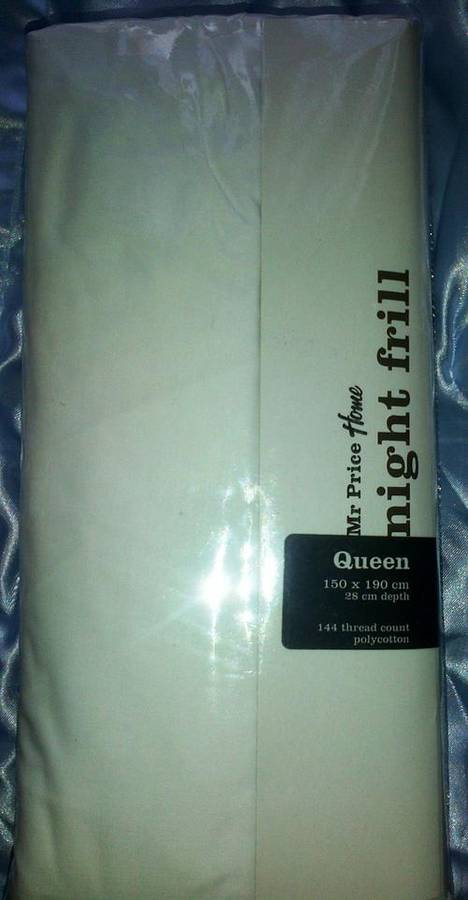 Mr Price Home
night frill
Queen
150 x 190 cm
28 cm depth
144 thread count
polycotton